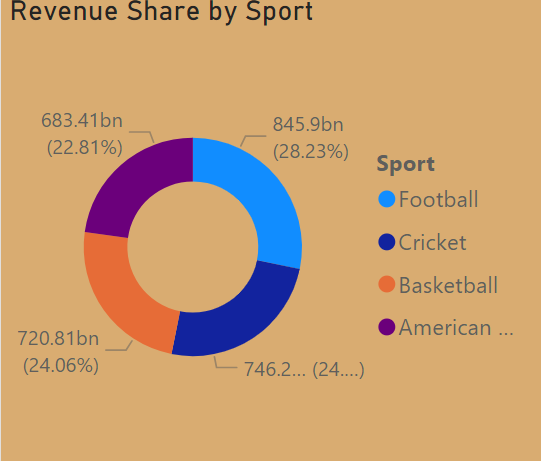 Revenue Share by Sport
683.41bn
(22.81%)
845.9bn
(28.23%)
Sport
Football
Cricket
Basketball
American ...
720.81bn
(24.06%)
746.2... (24....)